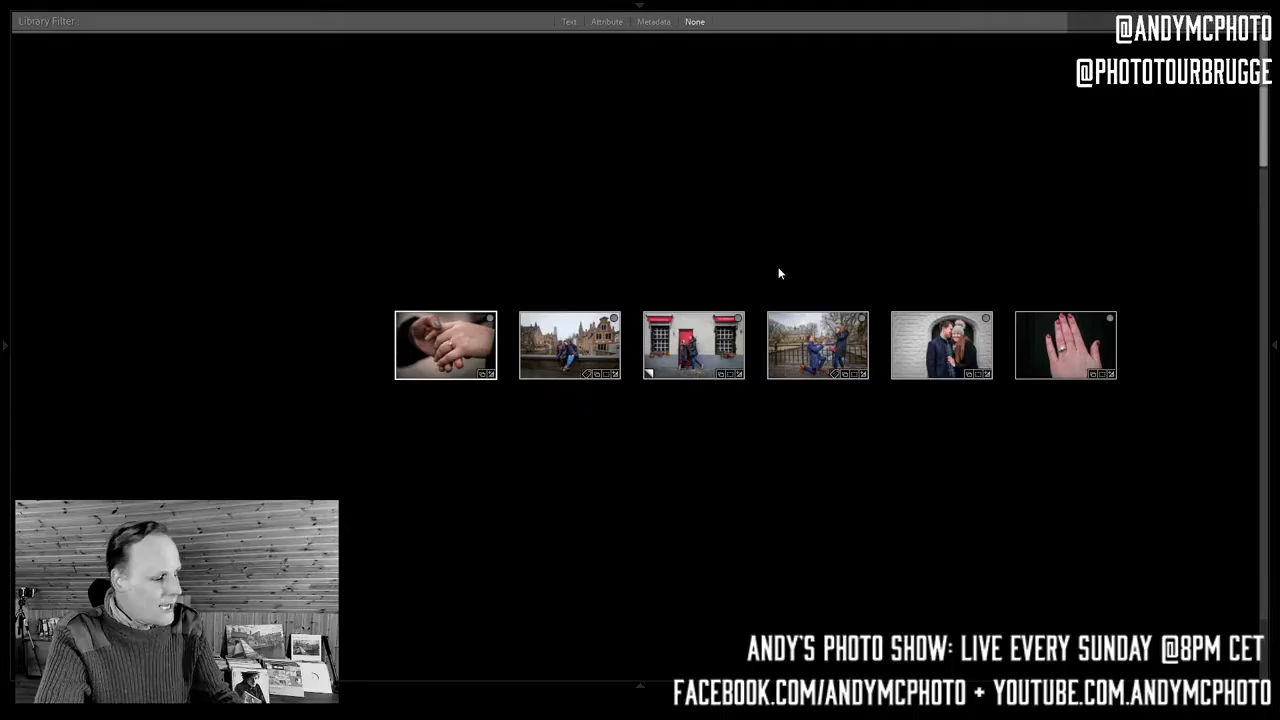 Library Filter :
Text Attribute Metadata None
@ANDYMCPHOTO
@PHOTOTOURBRUGGE
ANDY'S PHOTO SHOW: LIVE EVERY SUNDAY @8PM CET
FACEBOOK.COM/ANDYMCPHOTO + YOUTUBE.COM.ANDYMCPHOTO